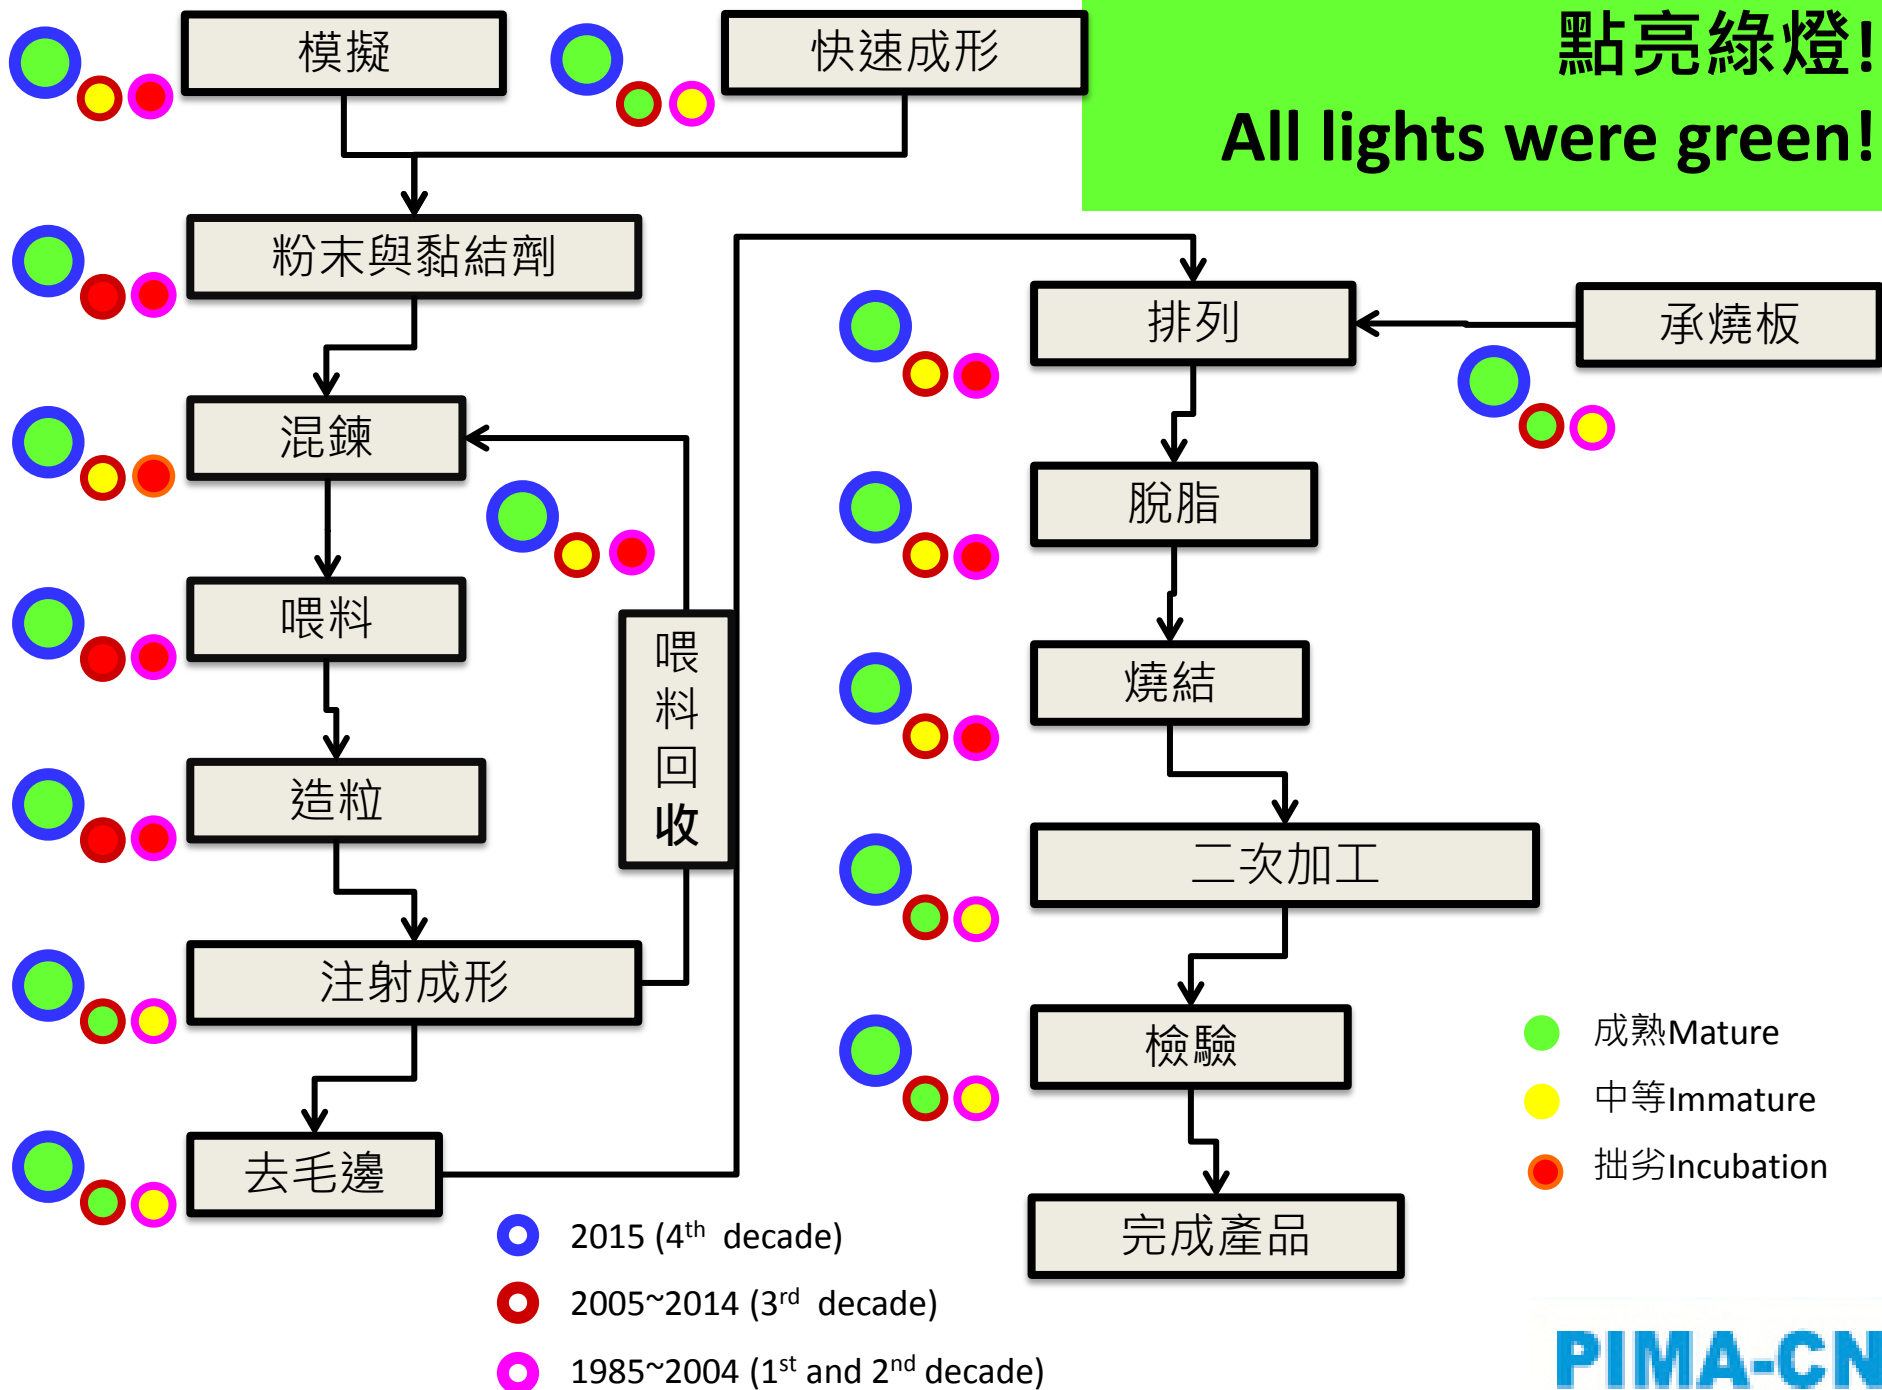 點亮綠燈!
All lights were green!
模擬
快速成形
粉末與黏結劑
混鍊
喂料
造粒
注射成形
去毛邊
喂
料
回
收
排列
承燒板
脫脂
燒結
二次加工
檢驗
完成產品
成熟Mature
中等Immature
拙劣Incubation
2015 (4th decade)
2005~2014 (3rd decade)
1985~2004 (1st and 2nd decade)
PIMA-CN